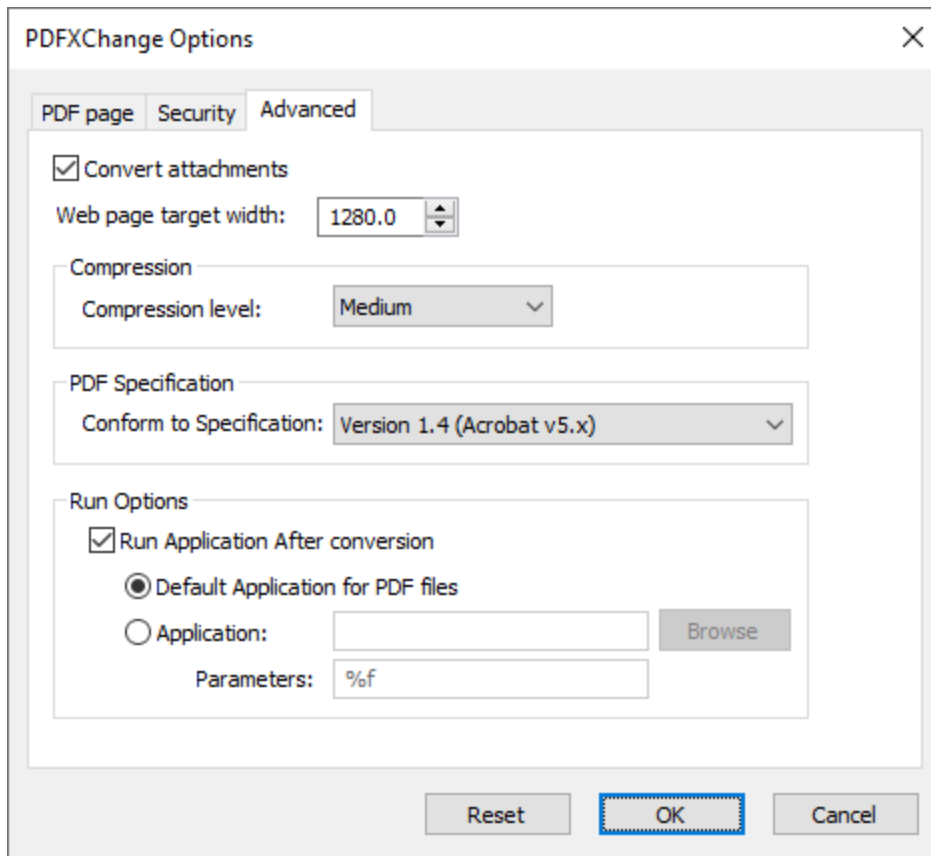 PDFXChange Options
PDF page Security Advanced
Convert attachments
Web page target width: 1280.0
Compression
Compression level: Medium
PDF Specification
Conform to Specification: Version 1.4 (Acrobat v5.x)
Run Options
Run Application After conversion
Default Application for PDF files
Application: Browse
Parameters: %f
Reset OK Cancel